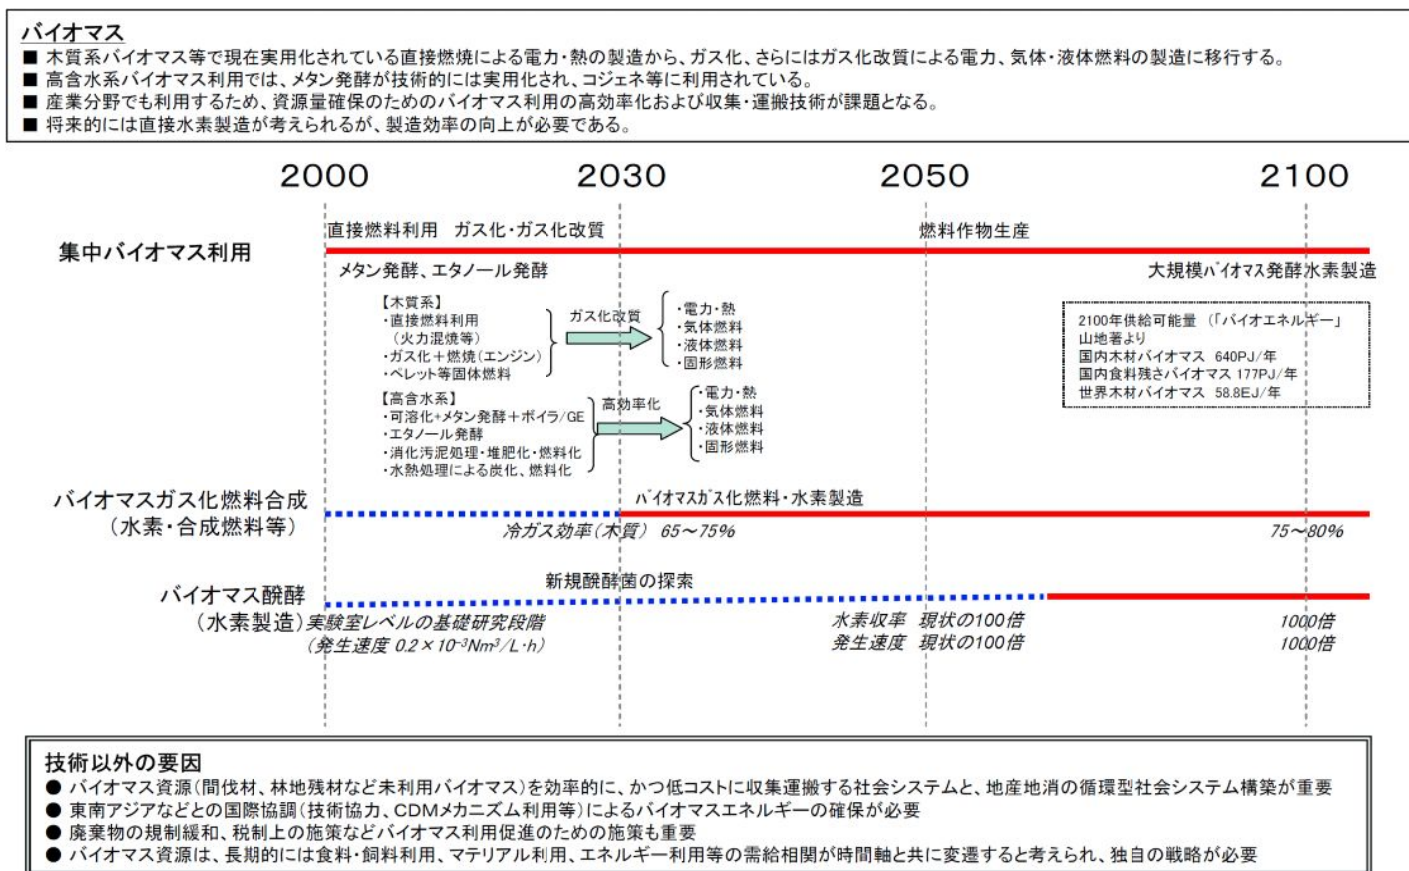 バイオマス
■ 木質系バイオマス等で現在実用化されている直接燃焼による電力・熱の製造から、ガス化、さらにはガス化改質による電力、気体・液体燃料の製造に移行する。
■ 高含水系バイオマス利用では、メタン発酵が技術的には実用化され、コジェネ等に利用されている。
■ 産業分野でも利用するため、資源量確保のためのバイオマス利用の高効率化および収集・運搬技術が課題となる。
■ 将来的には直接水素製造が考えられるが、製造効率の向上が必要である。
2000 2030 2050 2100
集中バイオマス利用
直接燃料利用 ガス化・ガス化改質
燃料作物生産
メタン発酵、エタノール発酵
大規模バイオマス発酵水素製造
【木質系】
・直接燃料利用
（火力混焼等）
・ガス化＋燃焼（エンジン）
・ペレット等固体燃料
ガス化改質
・電力・熱
・気体燃料
・液体燃料
・固形燃料
2100年供給可能量 （「バイオエネルギー」
山地著より
国内木材バイオマス 640PJ/年
国内食料残さバイオマス 177PJ/年
世界木材バイオマス 58.8EJ/年
【高含水系】
・可溶化+メタン発酵＋ボイラ/GE
・エタノール発酵
・消化汚泥処理・堆肥化・燃料化
・水熱処理による炭化、燃料化
高効率化
・電力・熱
・気体燃料
・液体燃料
・固形燃料
バイオマスガス化燃料合成
（水素・合成燃料等）
バイオマスガス化燃料・水素製造
冷ガス効率（木質） 65～75%
75～80%
バイオマス醗酵
（水素製造）
新規醗酵菌の探索
実験室レベルの基礎研究段階
（発生速度 0.2×10⁻³Nm³/L・h）
水素収率 現状の100倍
発生速度 現状の100倍
1000倍
1000倍
技術以外の要因
● バイオマス資源（間伐材、林地残材など未利用バイオマス）を効率的に、かつ低コストに収集運搬する社会システムと、地産地消の循環型社会システム構築が重要
● 東南アジアなどとの国際協調（技術協力、CDMメカニズム利用等）によるバイオマスエネルギーの確保が必要
● 廃棄物の規制緩和、税制上の施策などバイオマス利用促進のための施策も重要
● バイオマス資源は、長期的には食料・飼料利用、マテリアル利用、エネルギー利用等の需給相関が時間軸と共に変遷すると考えられ、独自の戦略が必要